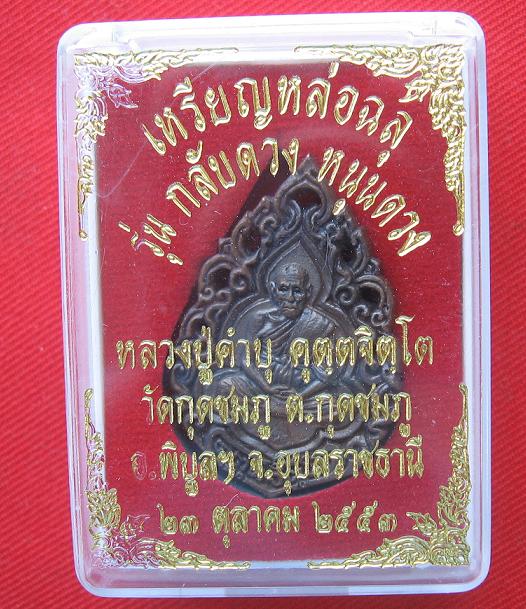 เหรียญหล่อฉลุ
รุ่น กลับดวง หนุนดวง
หลวงปู่คำบุ คุตฺตจิตฺโต
วัดกุดชมภู ต.กุดชมภู
อ.พิบูลฯ จ.อุบลราชธานี
๒๓ ตุลาคม ๒๕๕๓